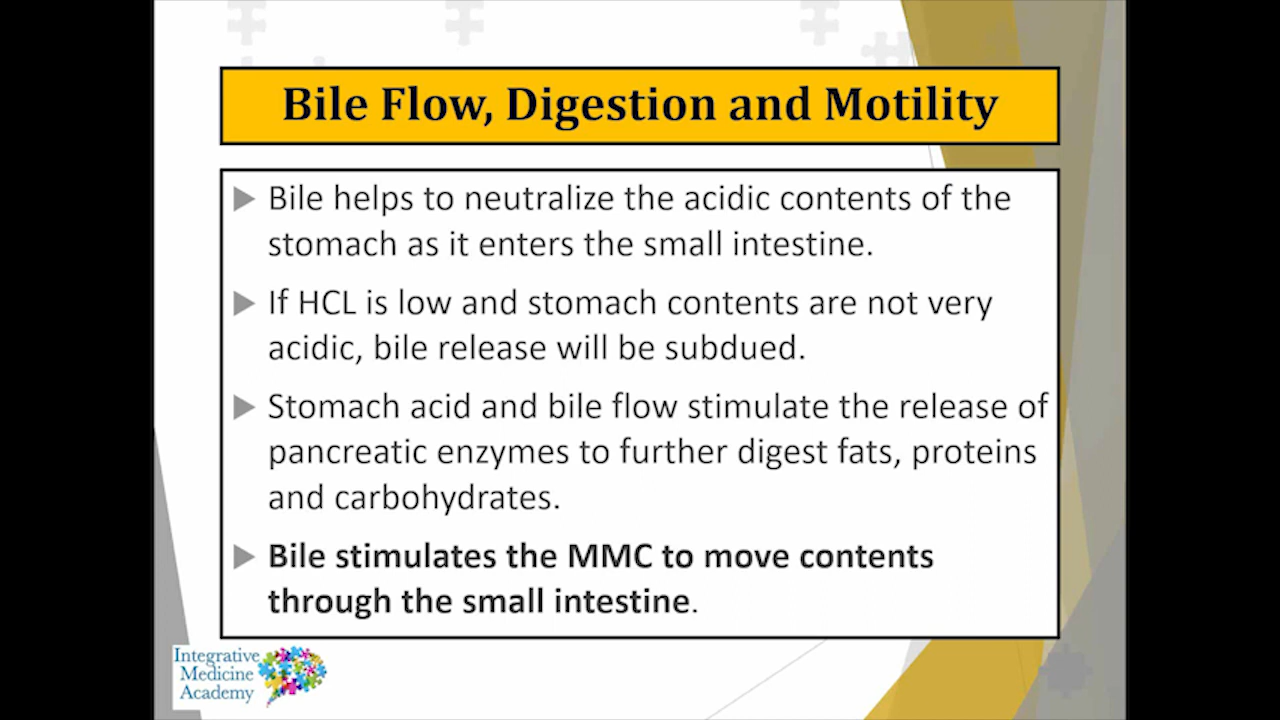 Bile Flow, Digestion and Motility
Bile helps to neutralize the acidic contents of the
stomach as it enters the small intestine.
If HCL is low and stomach contents are not very
acidic, bile release will be subdued.
Stomach acid and bile flow stimulate the release of
pancreatic enzymes to further digest fats, proteins
and carbohydrates.
Bile stimulates the MMC to move contents
through the small intestine.
Integrative
Medicine
Academy